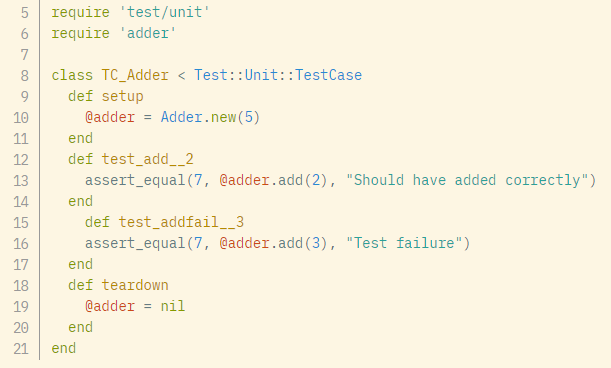 5 require 'test/unit'
6 require 'adder'
7
8 class TC_Adder < Test::Unit::TestCase
9   def setup
10     @adder = Adder.new(5)
11   end
12   def test_add__2
13     assert_equal(7, @adder.add(2), "Should have added correctly")
14   end
15     def test_addfail__3
16     assert_equal(7, @adder.add(3), "Test failure")
17   end
18   def teardown
19     @adder = nil
20   end
21 end